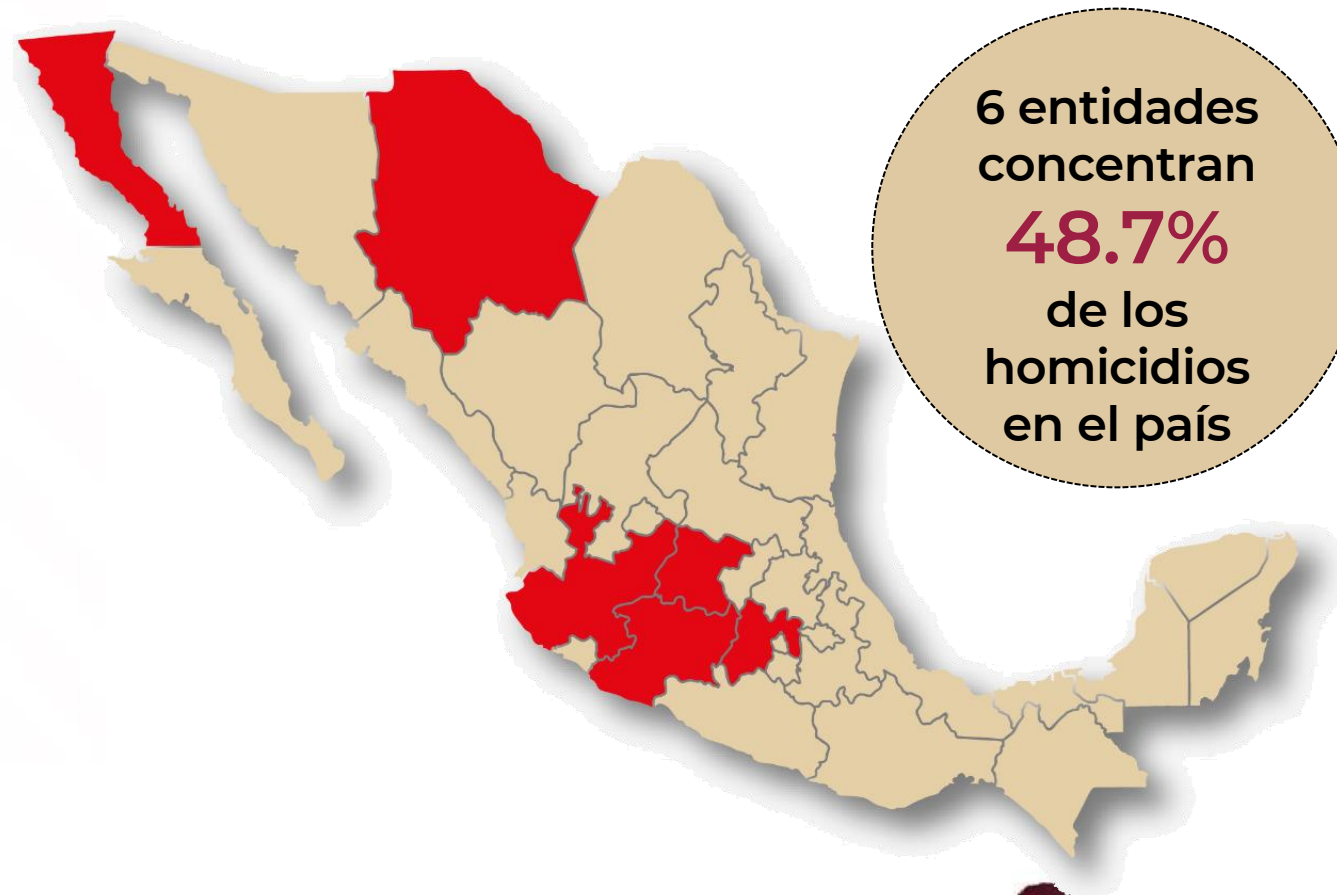 6 entidades
concentran
48.7%
de los
homicidios
en el país